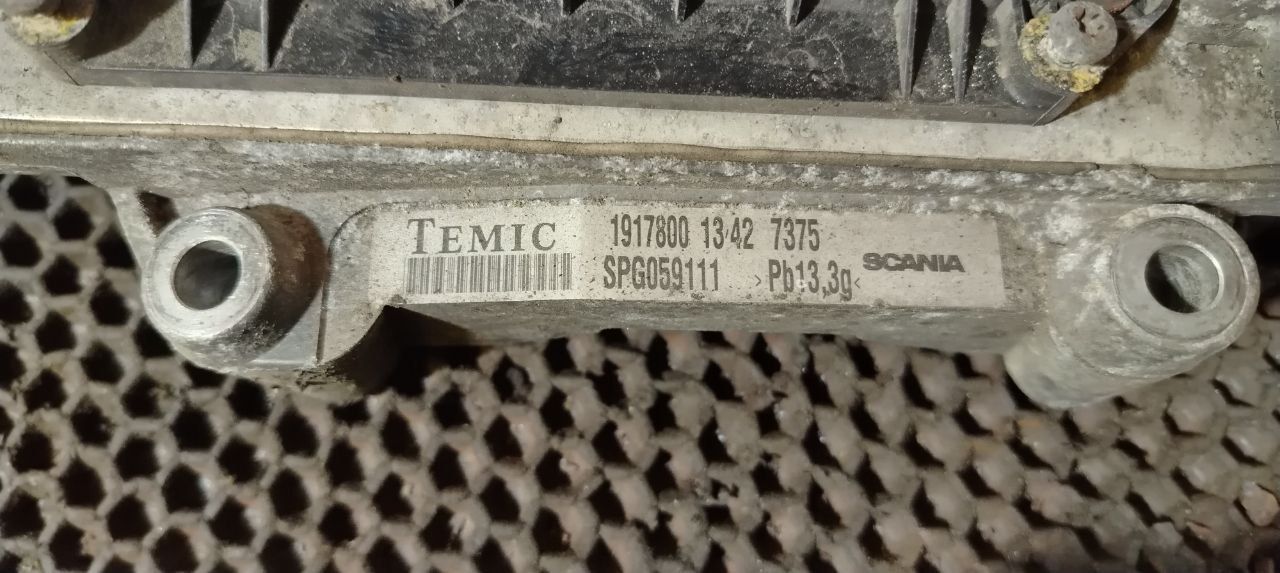 TEMIC 1917800 13/42 7375
SPG059111 >Pb13,3g< SCANIA